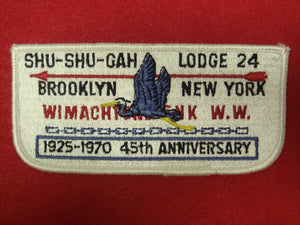 SHU-SHU-GAH LODGE 24
BROOKLYN NEW YORK
W.W.
1925-1970 45th ANNIVERSARY